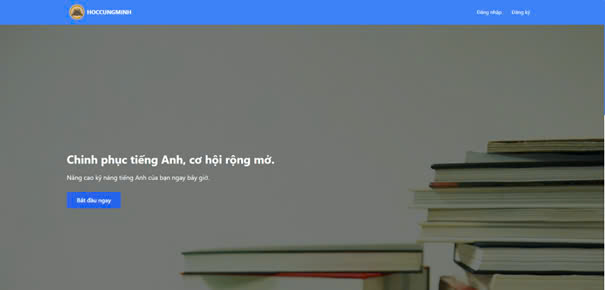 HOCCUNGMINH
Đăng nhập
Đăng ký
Chinh phục tiếng Anh, cơ hội rộng mở.
Nâng cao kỹ năng tiếng Anh của bạn ngay bây giờ.
Bắt đầu ngay